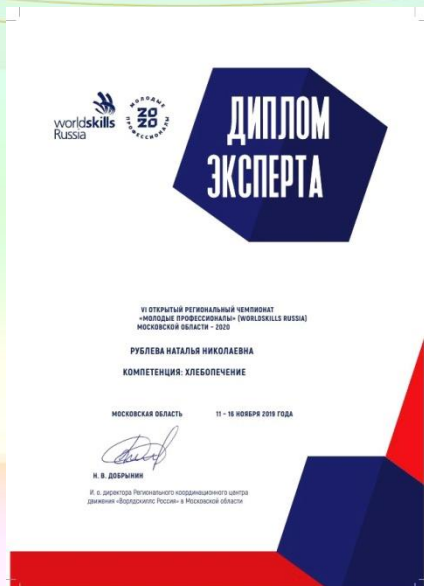 worldskills
Russia
МОЛОДЫЕ ПРОФЕССИОНАЛЫ
20
20
ДИПЛОМ
ЭКСПЕРТА
VI ОТКРЫТЫЙ РЕГИОНАЛЬНЫЙ ЧЕМПИОНАТ
«МОЛОДЫЕ ПРОФЕССИОНАЛЫ» (WORLDSKILLS RUSSIA)
МОСКОВСКОЙ ОБЛАСТИ – 2020
РУБЛЕВА НАТАЛЬЯ НИКОЛАЕВНА
КОМПЕТЕНЦИЯ: ХЛЕБОПЕЧЕНИЕ
МОСКОВСКАЯ ОБЛАСТЬ 11 – 16 НОЯБРЯ 2019 ГОДА
Н. В. ДОБРЫНИН
И. о. директора Регионального координационного центра
движения «Ворлдскиллс Россия» в Московской области